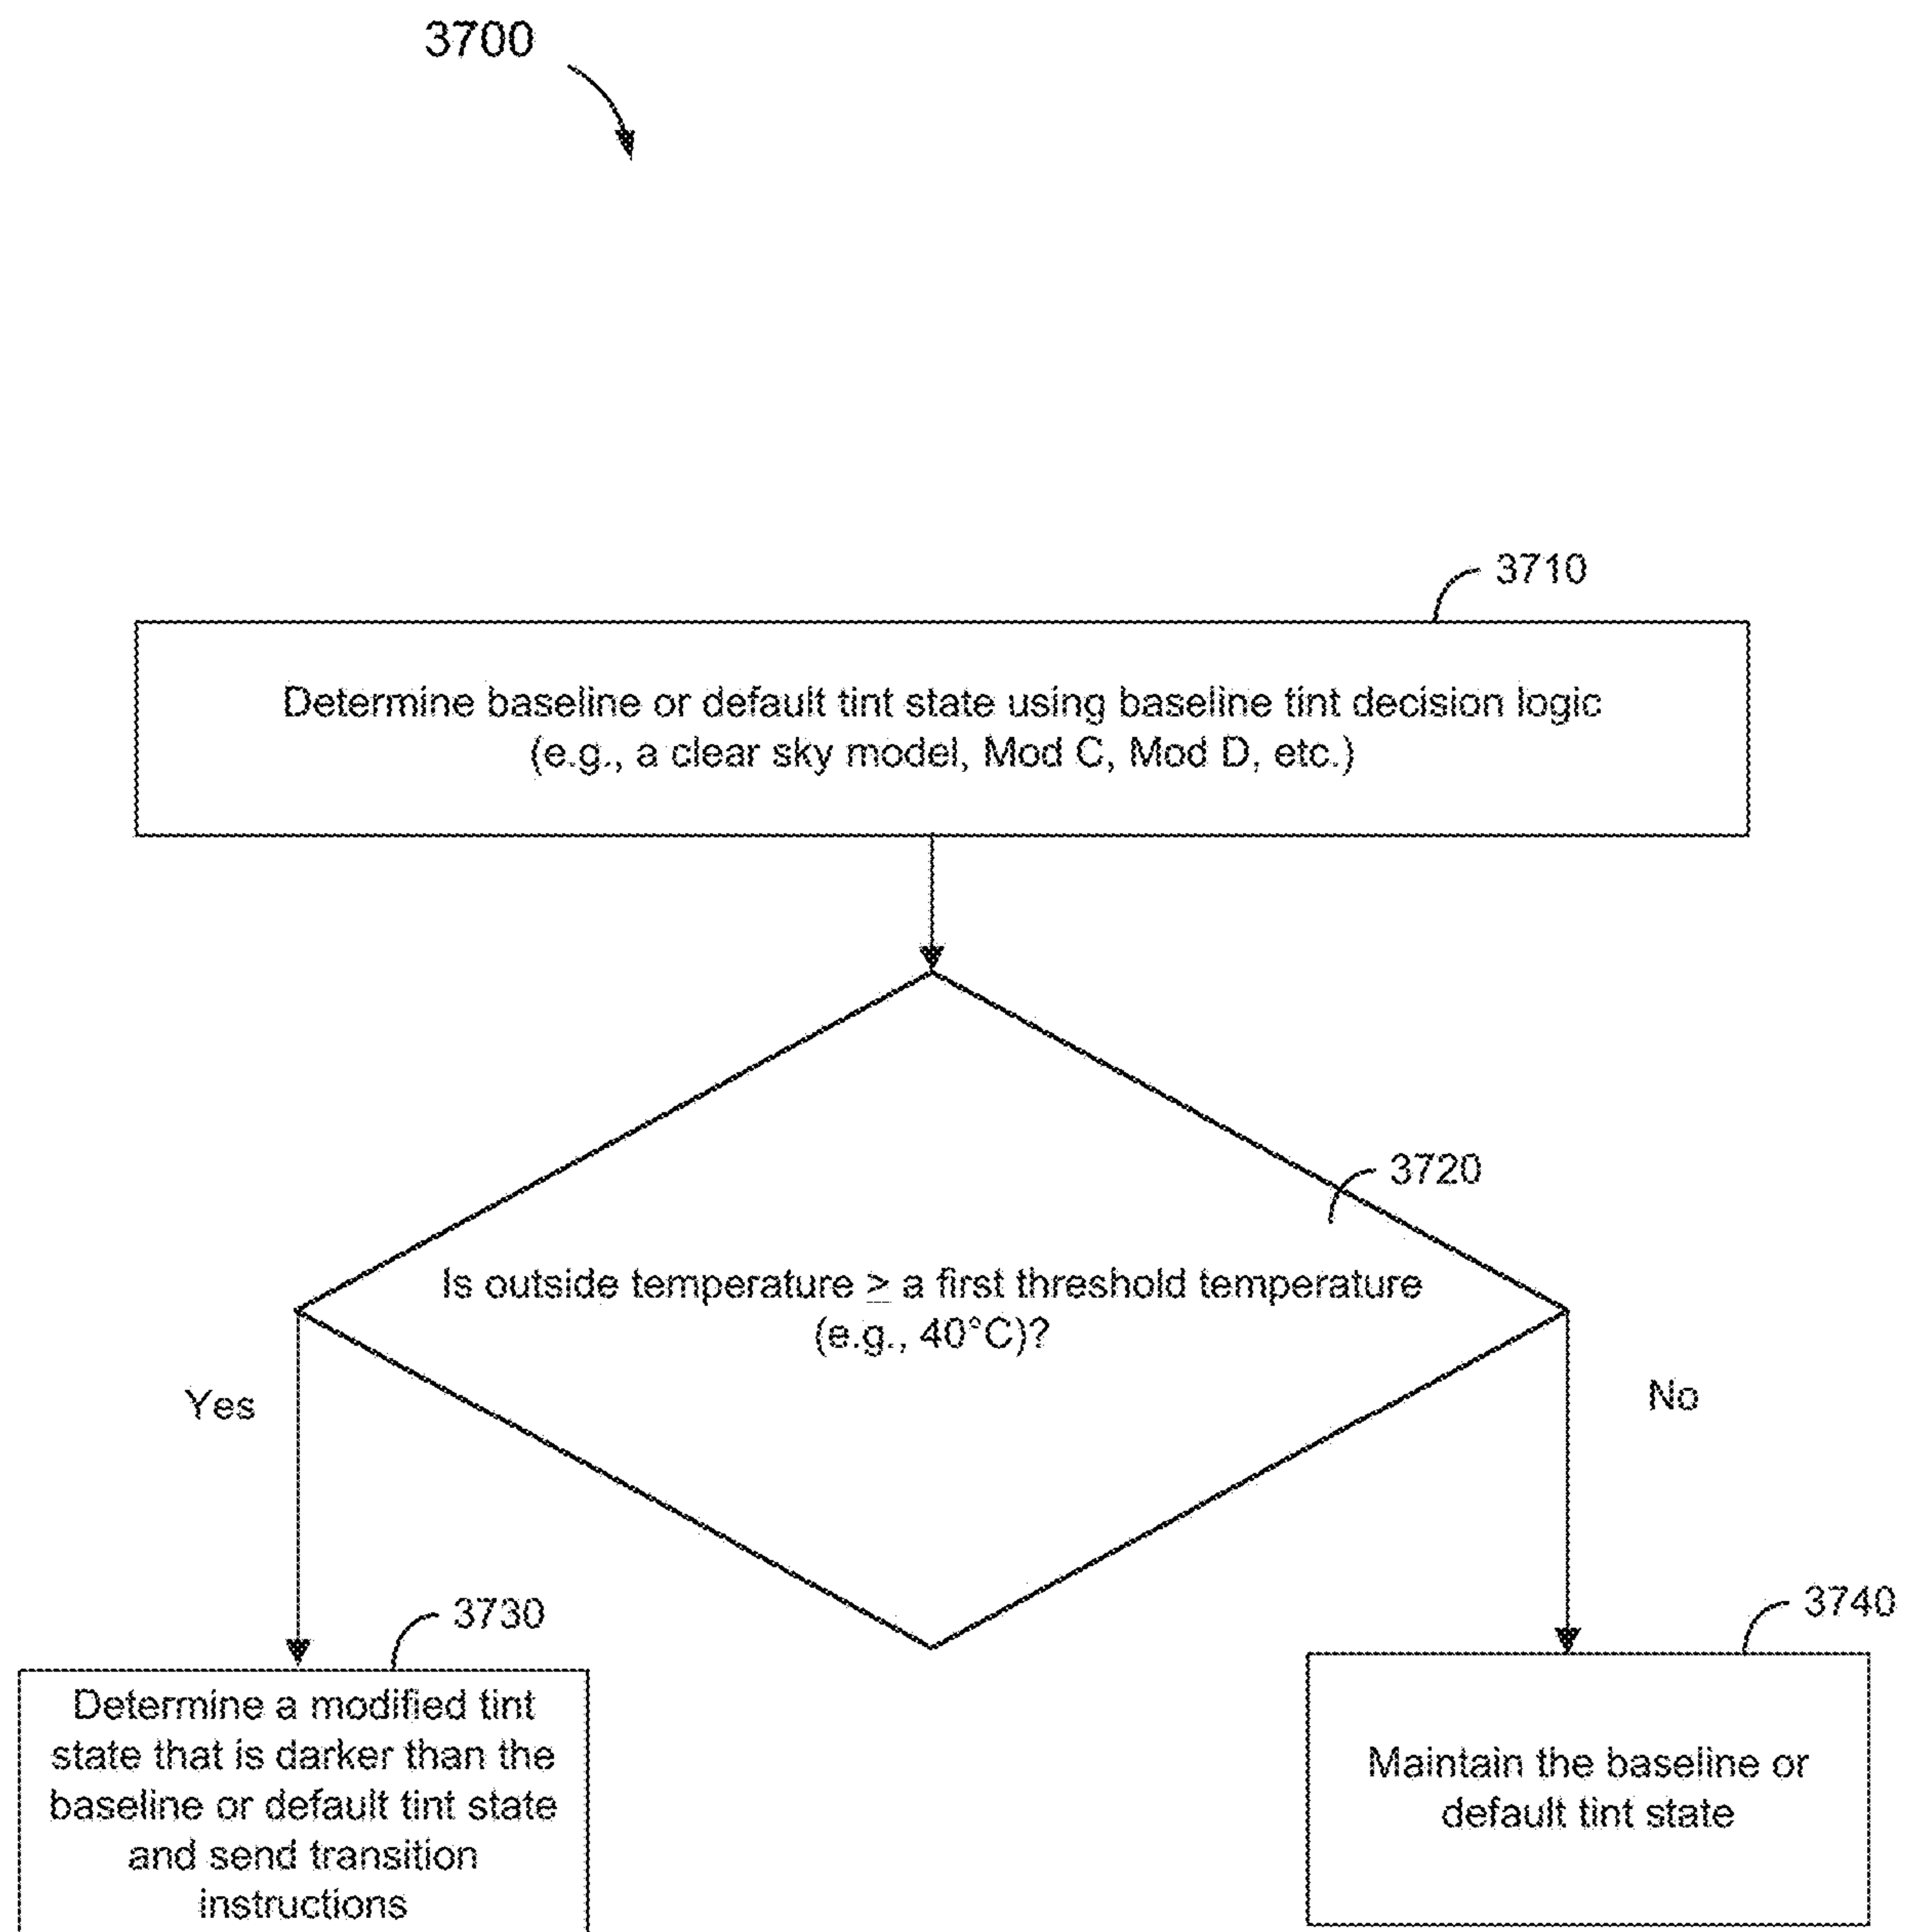 3700
3710
Determine baseline or default tint state using baseline tint decision logic
(e.g., a clear sky model, Mod C, Mod D, etc.)
3720
Is outside temperature ≥ a first threshold temperature
(e.g., 40°C)?
Yes
No
3730
3740
Determine a modified tint
state that is darker than the
baseline or default tint state
and send transition
instructions
Maintain the baseline or
default tint state